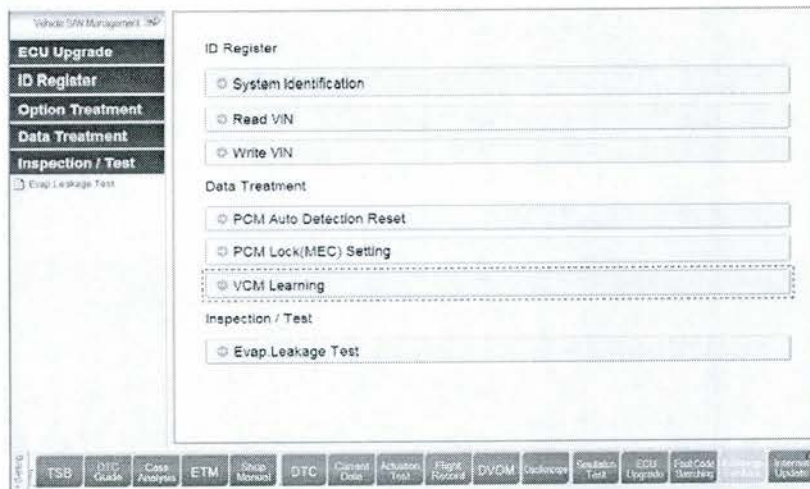 Vehicle S/W Management
ECU Upgrade
ID Register
Option Treatment
Data Treatment
Inspection / Test
Evap.Leakage Test
ID Register
System Identification
Read VIN
Write VIN
Data Treatment
PCM Auto Detection Reset
PCM Lock(MEC) Setting
VCM Learning
Inspection / Test
Evap.Leakage Test
TSB
DTC Guide
Case Analysis
ETM
Shop Manual
DTC
Current Data
Actuation Test
Flight Record
DVOM
Oscilloscope
Simulation Test
ECU Upgrade
Fault Code Searching
Internet Update